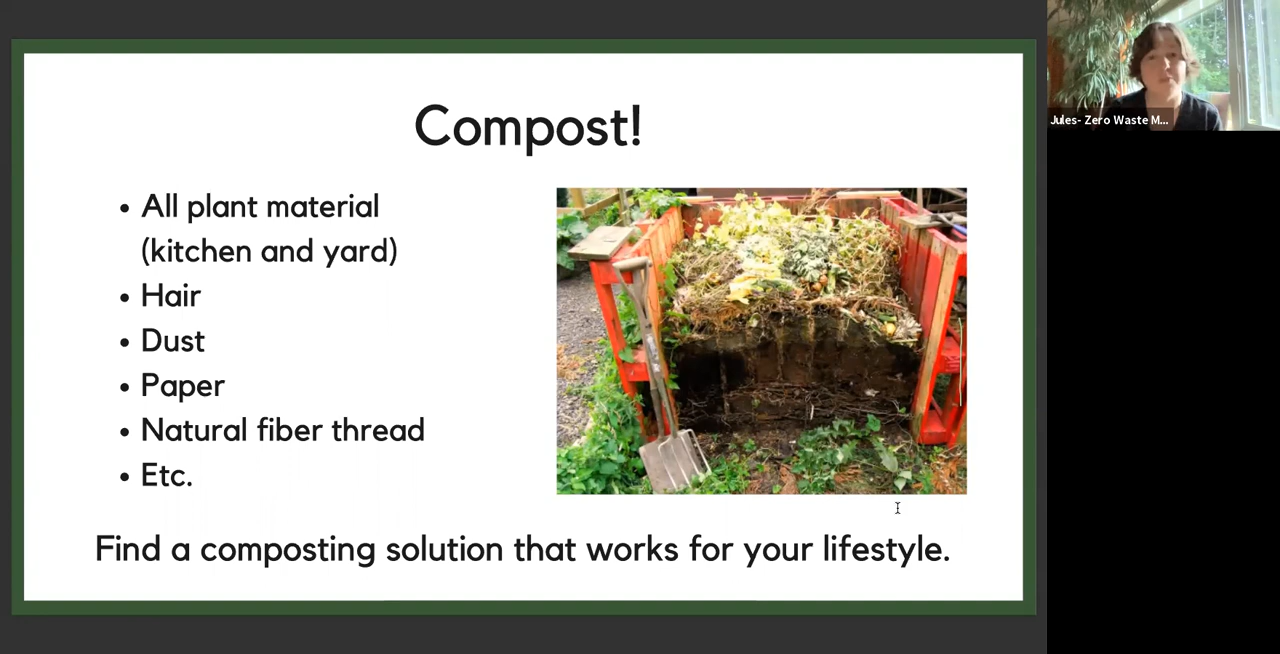 Compost!
• All plant material
(kitchen and yard)
• Hair
• Dust
• Paper
• Natural fiber thread
• Etc.
Find a composting solution that works for your lifestyle.
Jules- Zero Waste M...